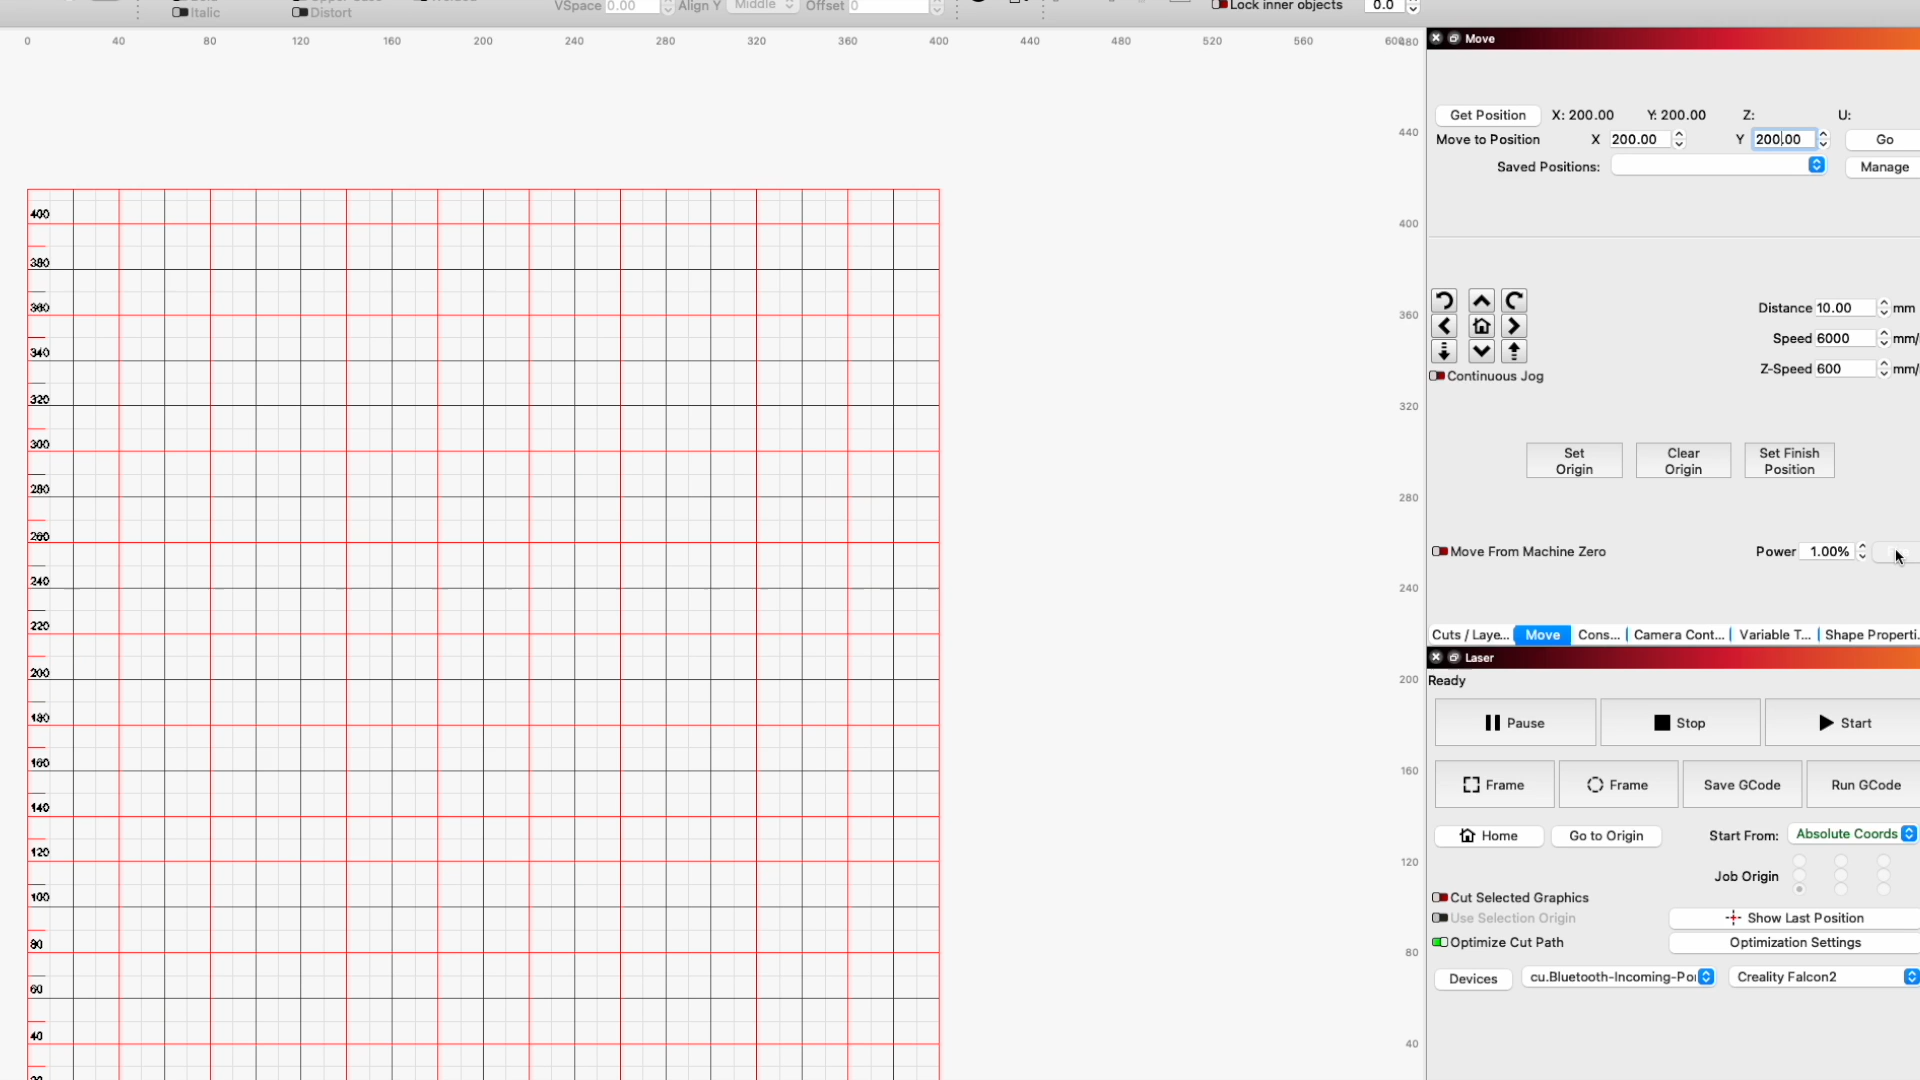 VSpace 0.00 Align Y Middle Offset 0 Lock inner objects 0.0
Italic Distort
0 40 80 120 160 200 240 280 320 360 400 440 480 520 560
Move
Get Position X: 200.00 Y: 200.00 Z: U:
Move to Position X 200.00 Y 200.00 Go
Saved Positions: Manage
Distance 10.00 mm
Speed 6000 mm/
Z-Speed 600 mm/
Continuous Jog
Set Origin Clear Origin Set Finish Position
Move From Machine Zero Power 1.00%
Cuts / Laye... Move Cons... Camera Cont... Variable T... Shape Properti...
Laser
Ready
Pause Stop Start
Frame Frame Save GCode Run GCode
Home Go to Origin Start From: Absolute Coords
Job Origin
Cut Selected Graphics
Use Selection Origin Show Last Position
Optimize Cut Path Optimization Settings
Devices cu.Bluetooth-Incoming-Po Creality Falcon2
400
380
360
340
320
300
280
260
240
220
200
180
160
140
120
100
80
60
40
440
400
360
320
280
240
200
160
120
80
40